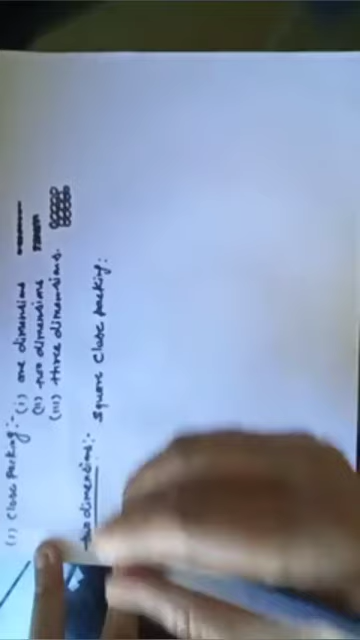 (1) Close Packing:- (i) one dimensions
(ii) two dimensions
(iii) three dimensions.
two dimensions:- Square Close Packing: